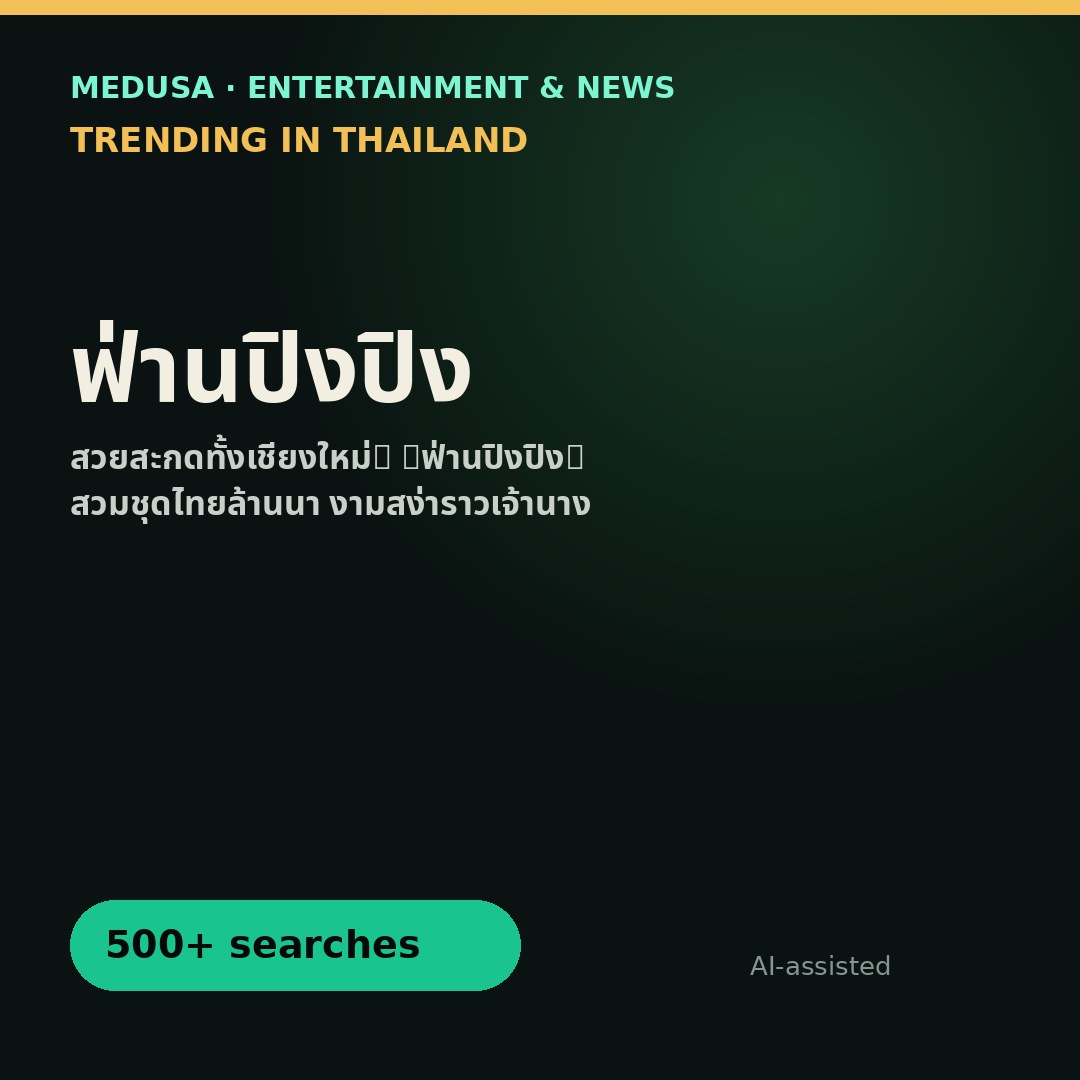 MEDUSA · ENTERTAINMENT & NEWS
TRENDING IN THAILAND
ฟ่านปิงปิง
สวยสะกดทั้งเชียงใหม่▯ ▯ฟ่านปิงปิง▯
สวมชุดไทยล้านนา งามสง่าราวเจ้านาง
500+ searches
AI-assisted